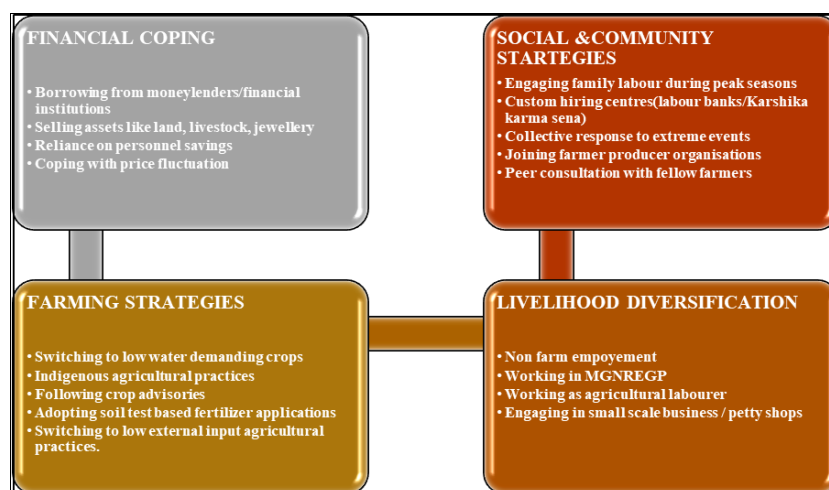 FINANCIAL COPING
• Borrowing from moneylenders/financial
institutions
• Selling assets like land, livestock, jewellery
• Reliance on personnel savings
• Coping with price fluctuation
SOCIAL &COMMUNITY
STARTEGIES
• Engaging family labour during peak seasons
• Custom hiring centres(labour banks/Karshika
karma sena)
• Collective response to extreme events
• Joining farmer producer organisations
• Peer consultation with fellow farmers
FARMING STRATEGIES
• Switching to low water demanding crops
• Indigenous agricultural practices
• Following crop advisories
• Adopting soil test based fertilizer applications
• Switching to low external input agricultural
practices.
LIVELIHOOD DIVERSIFICATION
• Non farm empoyement
• Working in MGNREGP
• Working as agricultural labourer
• Engaging in small scale business / petty shops